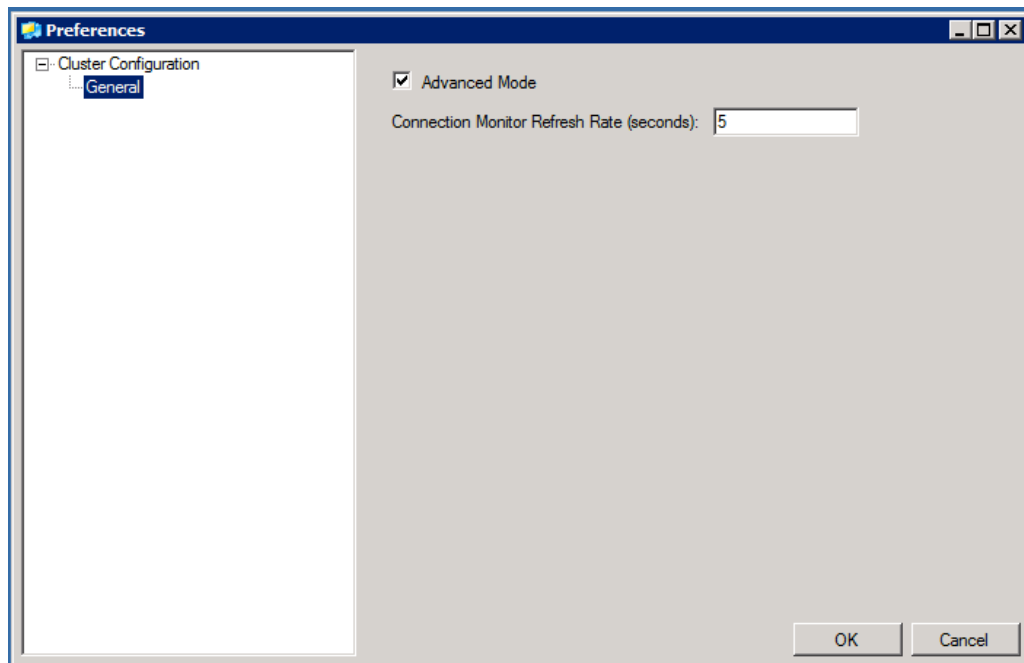 Preferences
Cluster Configuration
General
Advanced Mode
Connection Monitor Refresh Rate (seconds): 5
OK Cancel